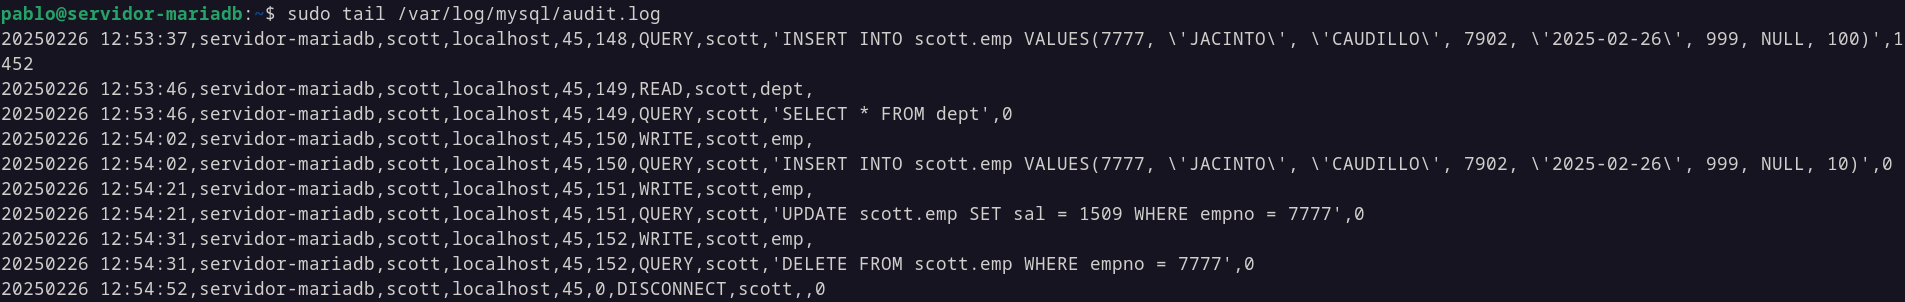 pablo@servidor-mariadb:~$ sudo tail /var/log/mysql/audit.log
20250226 12:53:37,servidor-mariadb,scott,localhost,45,148,QUERY,scott,'INSERT INTO scott.emp VALUES(7777, \'JACINTO\', \'CAUDILLO\', 7902, \'2025-02-26\', 999, NULL, 100)',1
452
20250226 12:53:46,servidor-mariadb,scott,localhost,45,149,READ,scott,dept,
20250226 12:53:46,servidor-mariadb,scott,localhost,45,149,QUERY,scott,'SELECT * FROM dept',0
20250226 12:54:02,servidor-mariadb,scott,localhost,45,150,WRITE,scott,emp,
20250226 12:54:02,servidor-mariadb,scott,localhost,45,150,QUERY,scott,'INSERT INTO scott.emp VALUES(7777, \'JACINTO\', \'CAUDILLO\', 7902, \'2025-02-26\', 999, NULL, 10)',0
20250226 12:54:21,servidor-mariadb,scott,localhost,45,151,WRITE,scott,emp,
20250226 12:54:21,servidor-mariadb,scott,localhost,45,151,QUERY,scott,'UPDATE scott.emp SET sal = 1509 WHERE empno = 7777',0
20250226 12:54:31,servidor-mariadb,scott,localhost,45,152,WRITE,scott,emp,
20250226 12:54:31,servidor-mariadb,scott,localhost,45,152,QUERY,scott,'DELETE FROM scott.emp WHERE empno = 7777',0
20250226 12:54:52,servidor-mariadb,scott,localhost,45,0,DISCONNECT,scott,,0